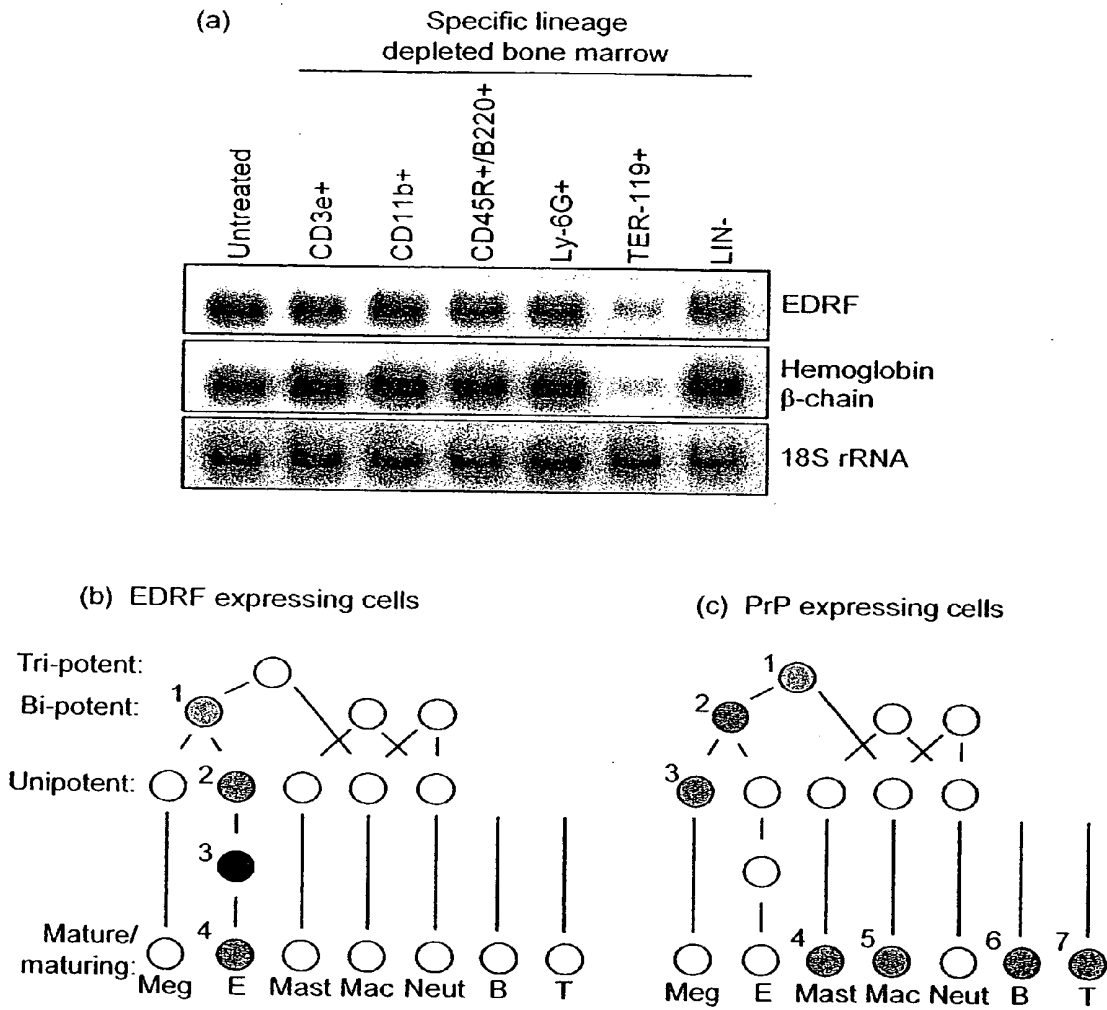 (a)
Specific lineage
depleted bone marrow
Untreated
CD3e+
CD11b+
CD45R+/B220+
Ly-6G+
TER-119+
LIN-
EDRF
Hemoglobin
β-chain
18S rRNA
(b) EDRF expressing cells
Tri-potent:
1
Bi-potent:
Unipotent:
2
3
4
Mature/
maturing:
Meg E Mast Mac Neut B T
(c) PrP expressing cells
1
2
3
4 5 6 7
Meg E Mast Mac Neut B T